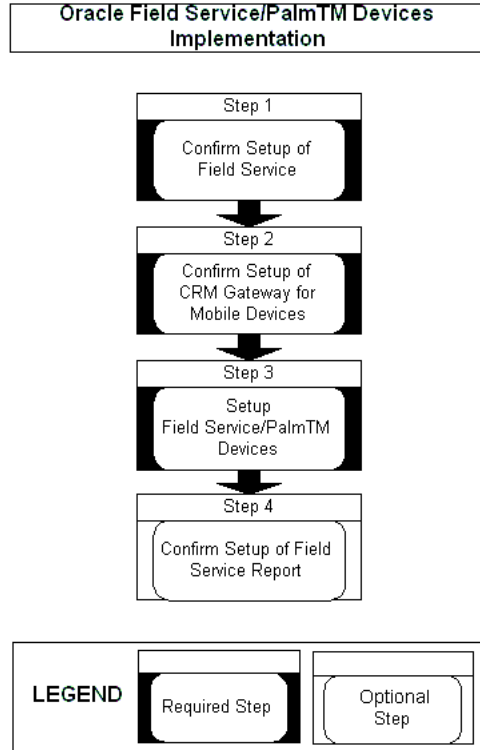 Oracle Field Service/PalmTM Devices
Implementation
Step 1
Confirm Setup of
Field Service
Step 2
Confirm Setup of
CRM Gateway for
Mobile Devices
Step 3
Setup
Field Service/PalmTM
Devices
Step 4
Confirm Setup of Field
Service Report
LEGEND
Required Step
Optional
Step